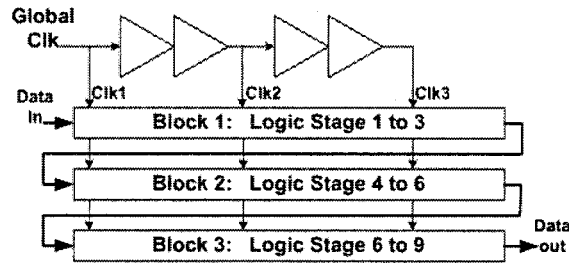 Global
Clk
Clk1
Clk2
Clk3
Data
In
Block 1: Logic Stage 1 to 3
Block 2: Logic Stage 4 to 6
Block 3: Logic Stage 6 to 9
Data
out